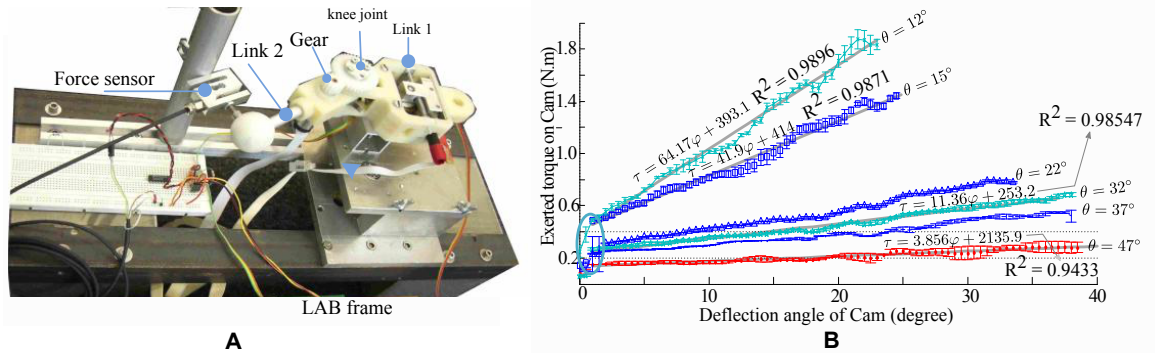 knee joint
Link 1
Gear
Link 2
Force sensor
LAB frame
A
B
Exerted torque on Cam (N.m)
1.8
1.4
1.0
0.6
0.2
0
10
20
30
40
Deflection angle of Cam (degree)
θ = 12°
R² = 0.9896
τ = 64.17φ + 393.1
θ = 15°
R² = 0.9871
τ = 41.9φ + 414
R² = 0.98547
θ = 22°
τ = 11.36φ + 253.2
θ = 32°
θ = 37°
τ = 3.856φ + 2135.9
θ = 47°
R² = 0.9433